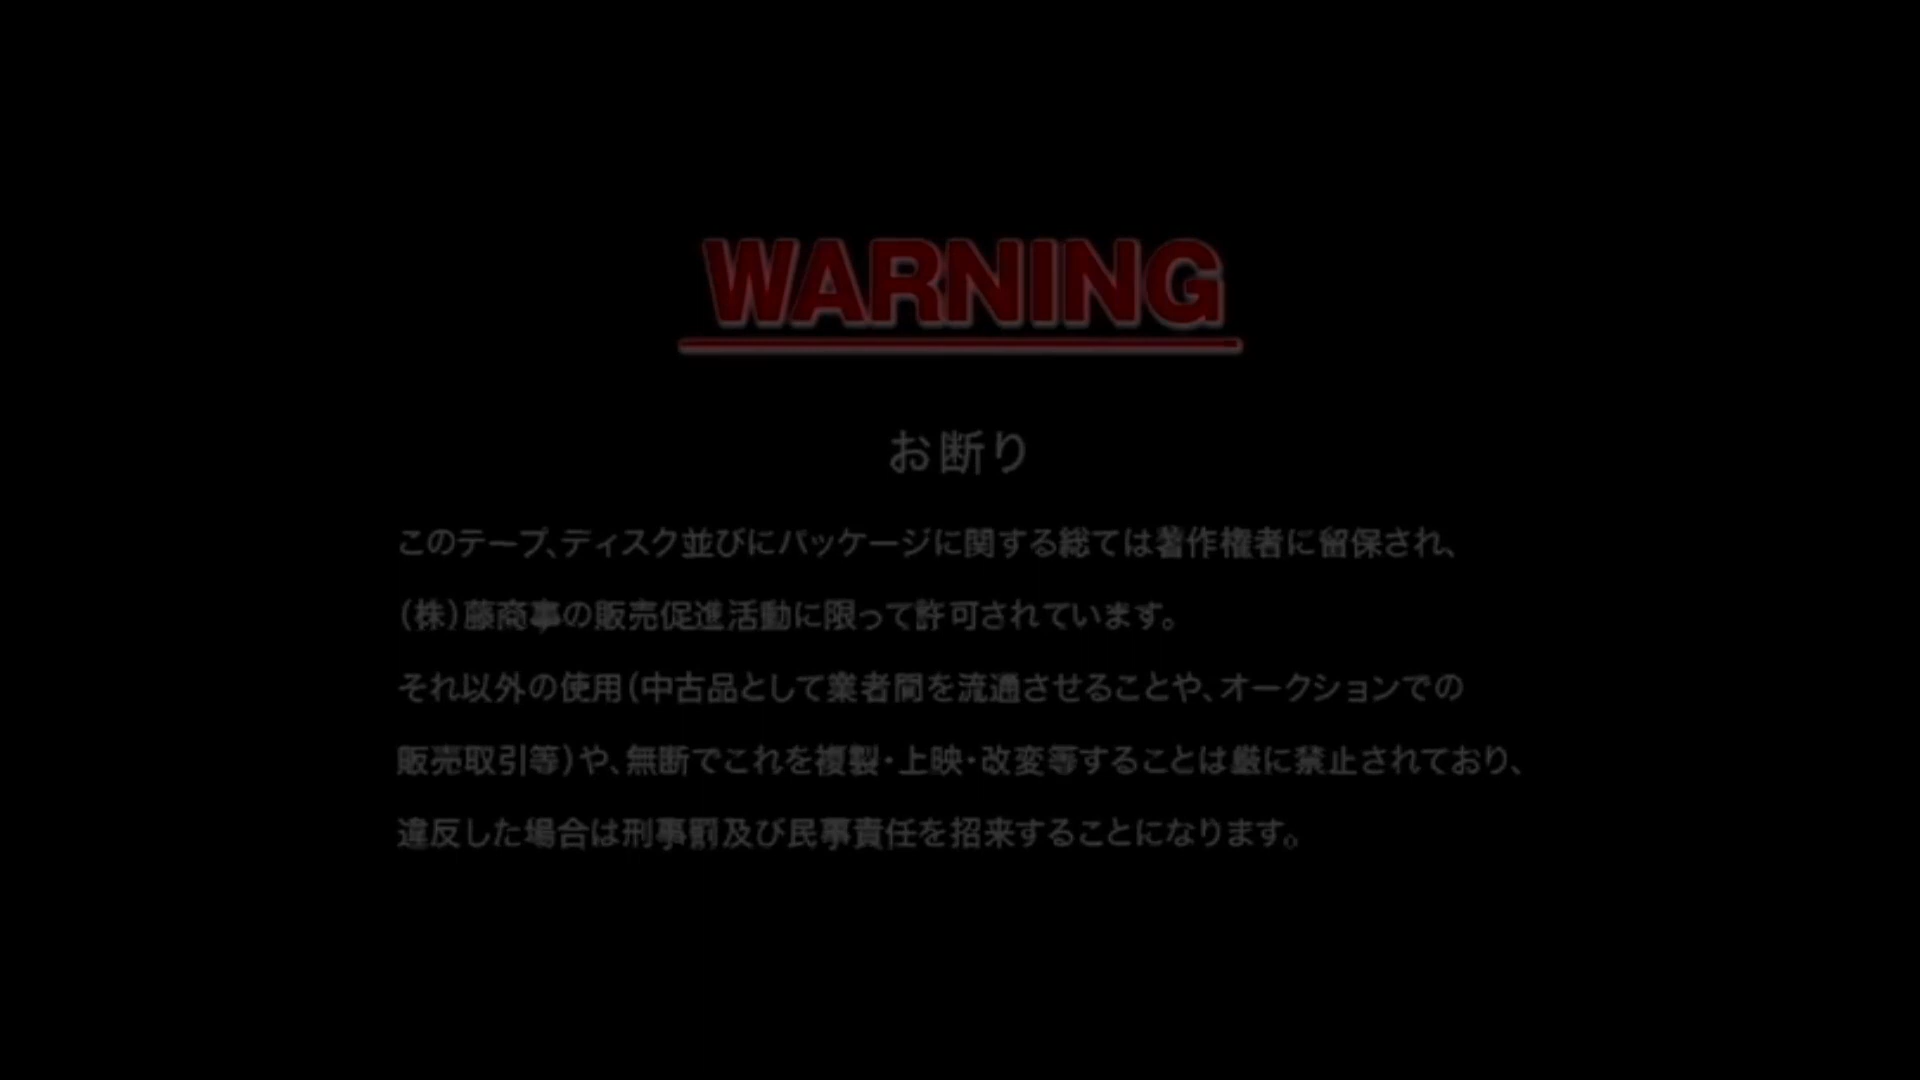 WARNING
お断り
このテープ、ディスク並びにパッケージに関する総ては著作権者に留保され、
（株）藤商事の販売促進活動に限って許可されています。
それ以外の使用（中古品として業者間を流通させることや、オークションでの
販売取引等）や、無断でこれを複製・上映・改変等することは厳に禁止されており、
違反した場合は刑事罰及び民事責任を招来することになります。